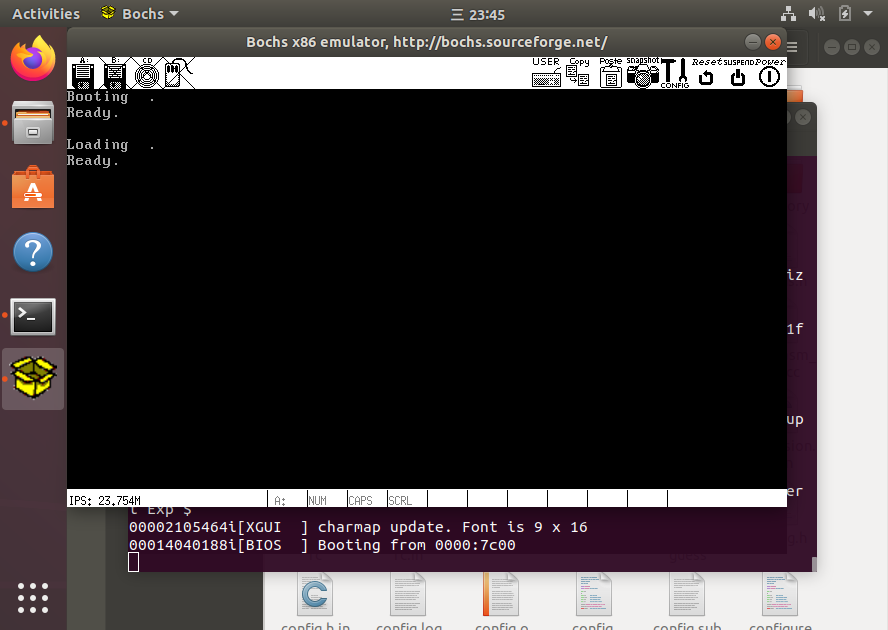 Activities Bochs 三 23:45
Bochs x86 emulator, http://bochs.sourceforge.net/
A: B: CD USER Copy Paste snapshot CONFIG Reset SUSPEND Power
Booting .
Ready.
Loading .
Ready.
iz
1f
up
er
IPS: 23.754M A: NUM CAPS SCRL
t Exp $
00002105464i[XGUI ] charmap update. Font is 9 x 16
00014040188i[BIOS ] Booting from 0000:7c00
config.h.in config.log config.o config. config.sub configure